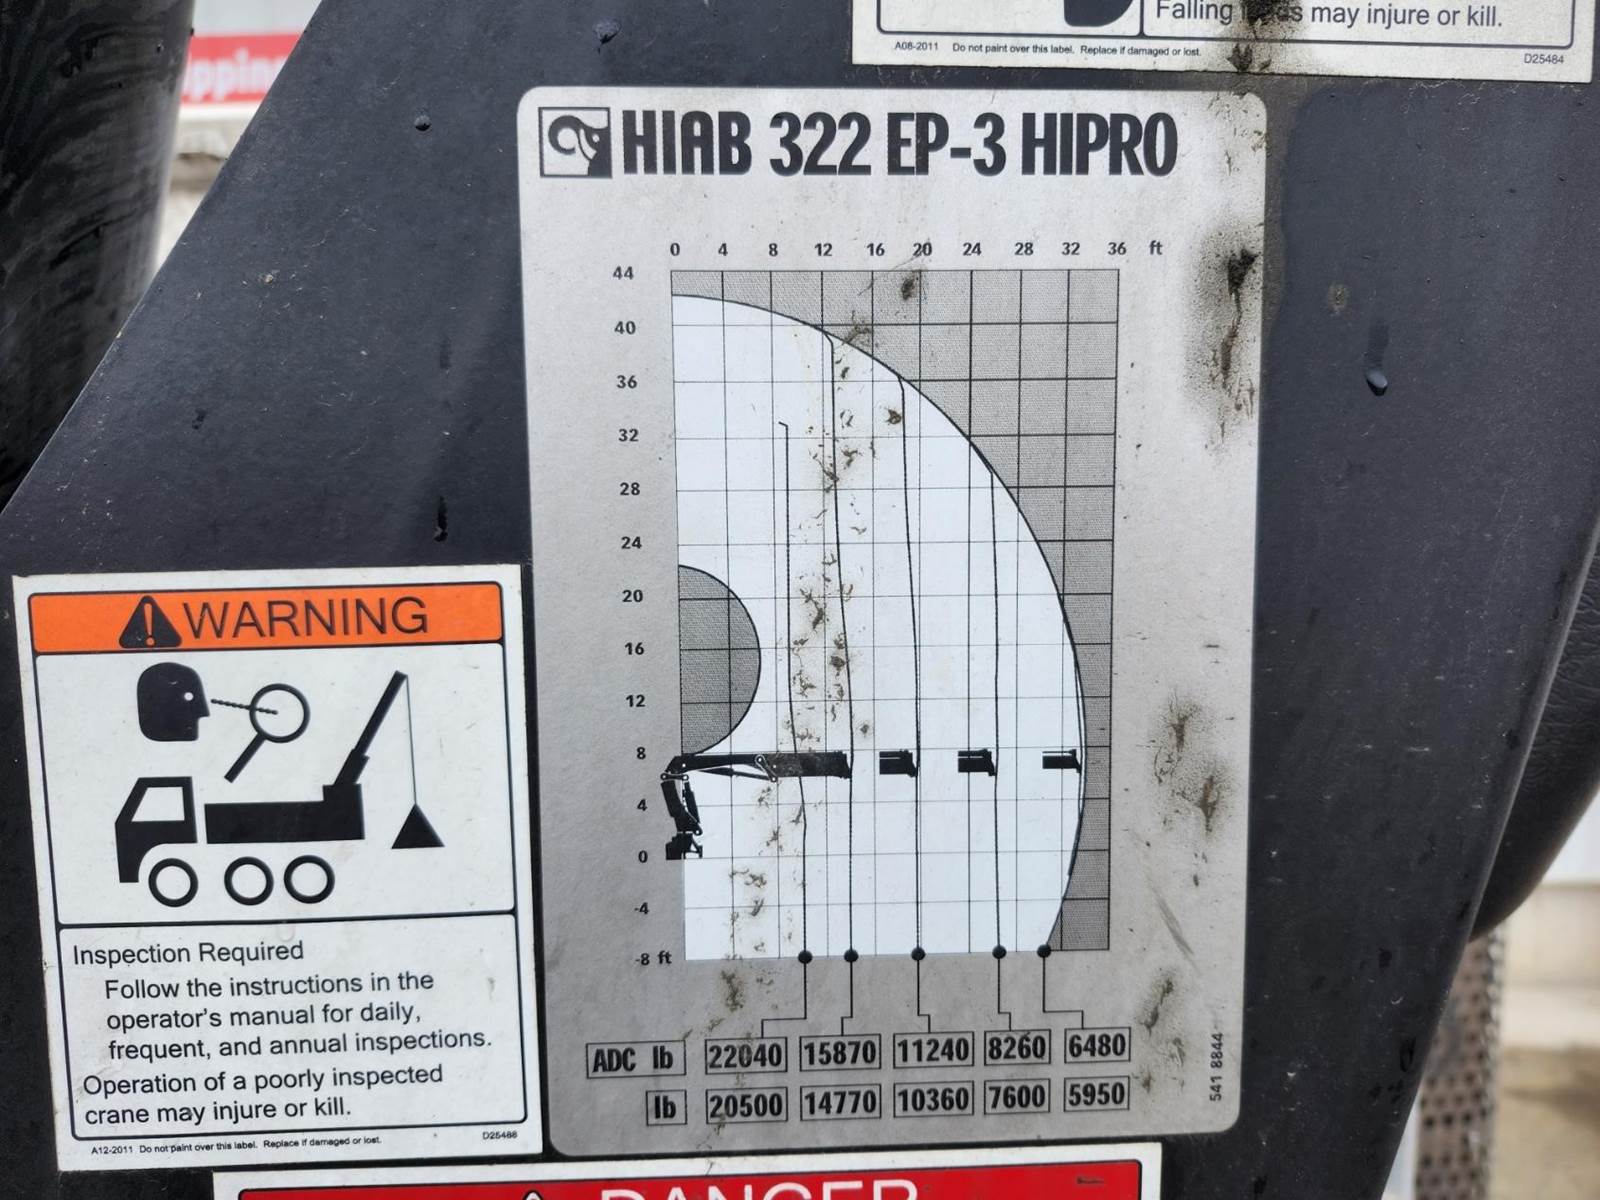 pping
Falling may injure or kill.
A08-2011 Do not paint over this label. Replace if damaged or lost.
D25484
HIAB 322 EP-3 HIPRO
0 4 8 12 16 20 24 28 32 36 ft
44
40
36
32
28
24
20
16
12
8
4
0
-4
-8 ft
ADC lb 22040 15870 11240 8260 6480
lb 20500 14770 10360 7600 5950
541 8844
WARNING
Inspection Required
Follow the instructions in the
operator's manual for daily,
frequent, and annual inspections.
Operation of a poorly inspected
crane may injure or kill.
A12-2011 Do not paint over this label. Replace if damaged or lost.
D25486
DANGER